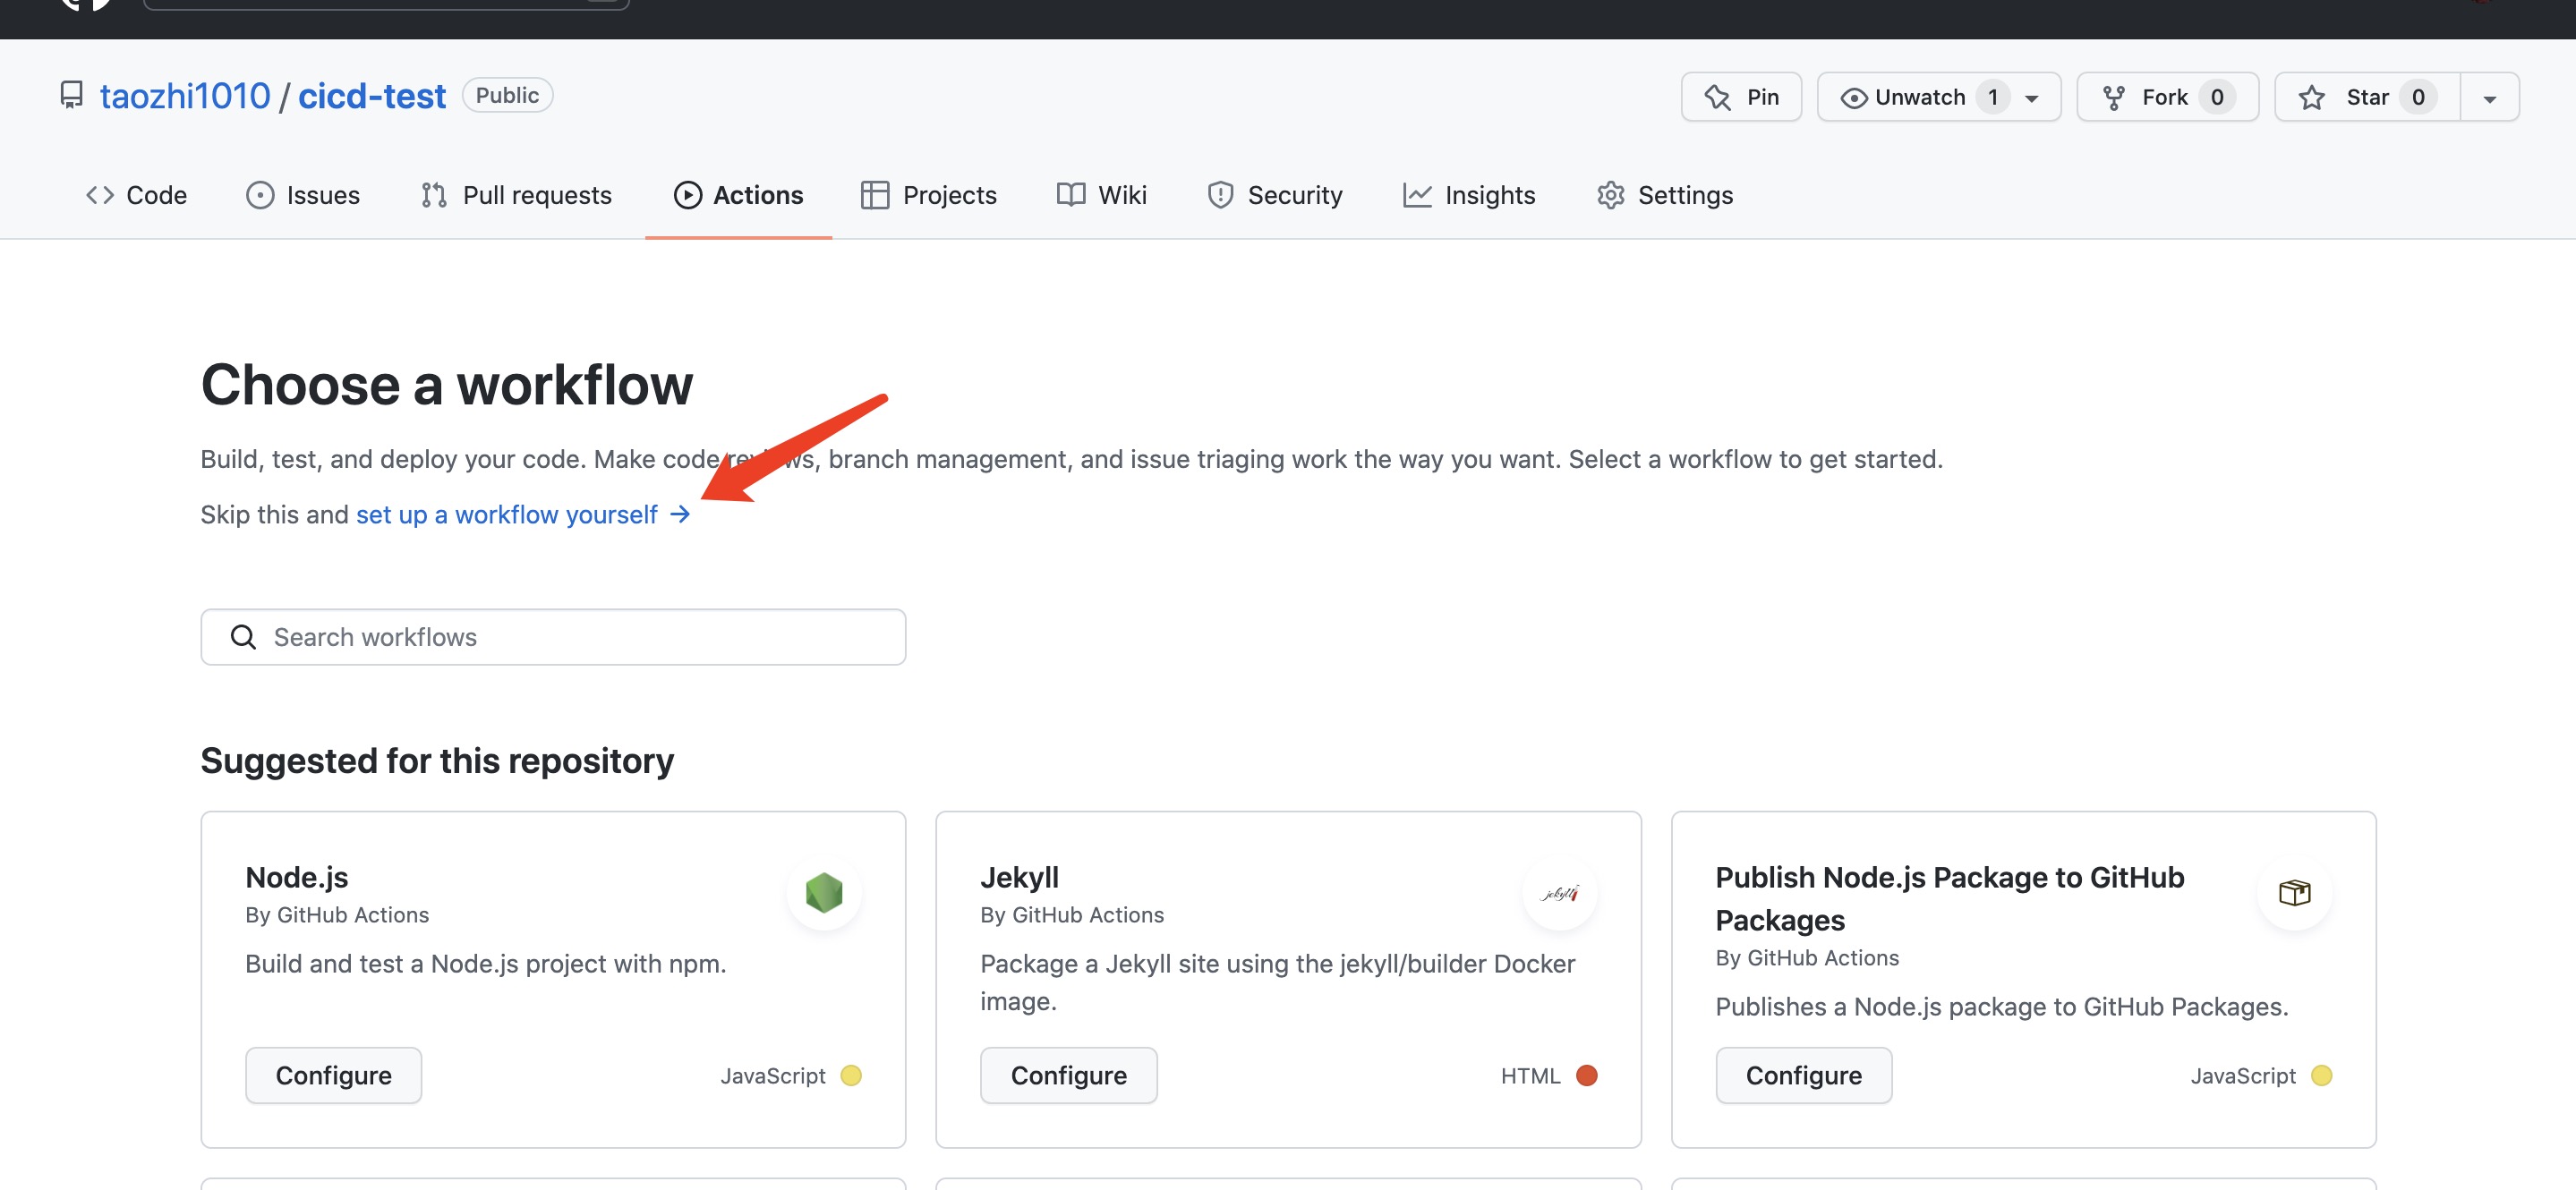 taozhi1010 / cicd-test Public
Pin
Unwatch 1
Fork 0
Star 0
Code
Issues
Pull requests
Actions
Projects
Wiki
Security
Insights
Settings
Choose a workflow
Build, test, and deploy your code. Make code reviews, branch management, and issue triaging work the way you want. Select a workflow to get started.
Skip this and set up a workflow yourself →
Search workflows
Suggested for this repository
Node.js
By GitHub Actions
Build and test a Node.js project with npm.
Configure
JavaScript
Jekyll
By GitHub Actions
Package a Jekyll site using the jekyll/builder Docker
image.
Configure
HTML
jekyll
Publish Node.js Package to GitHub
Packages
By GitHub Actions
Publishes a Node.js package to GitHub Packages.
Configure
JavaScript